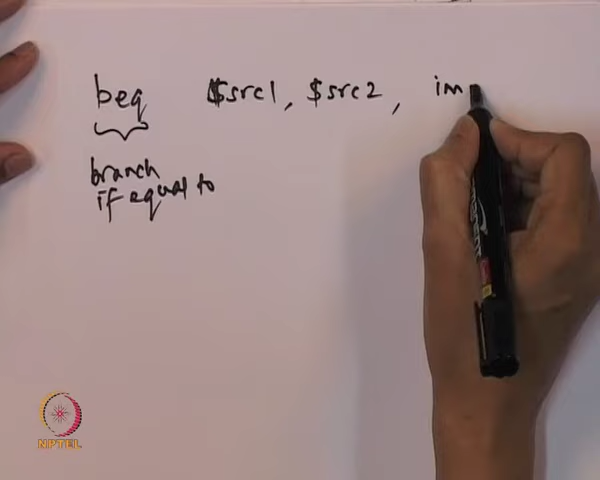 beq $src1, $src2, im
branch
if equal to
NPTEL